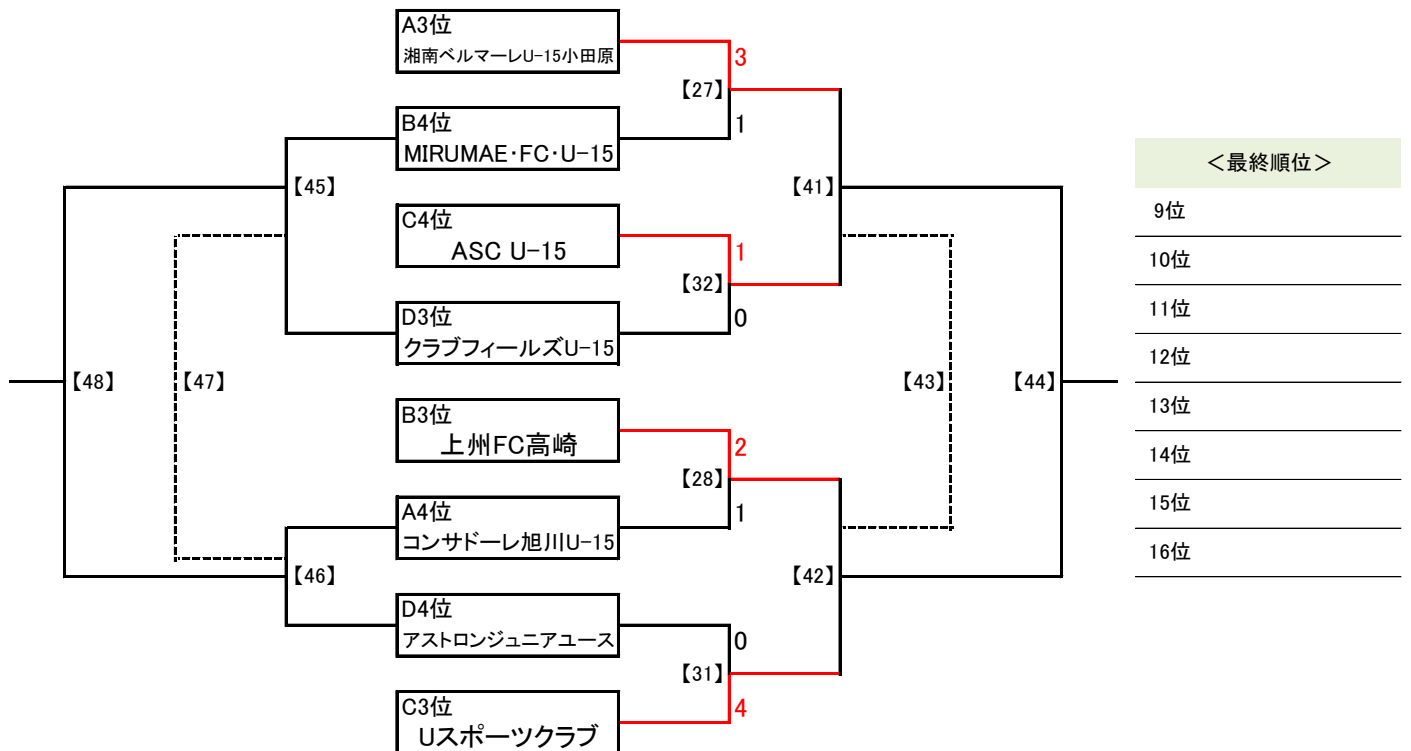 A3位
湘南ベルマーレU-15小田原
3
【27】
1
B4位
MIRUMAE・FC・U-15
【45】
【41】
C4位
ASC U-15
1
【32】
0
D3位
クラブフィールズU-15
【48】
【47】
【43】
【44】
B3位
上州FC高崎
2
【28】
1
A4位
コンサドーレ旭川U-15
【46】
【42】
D4位
アストロンジュニアユース
0
【31】
4
C3位
Uスポーツクラブ
＜最終順位＞
9位
10位
11位
12位
13位
14位
15位
16位